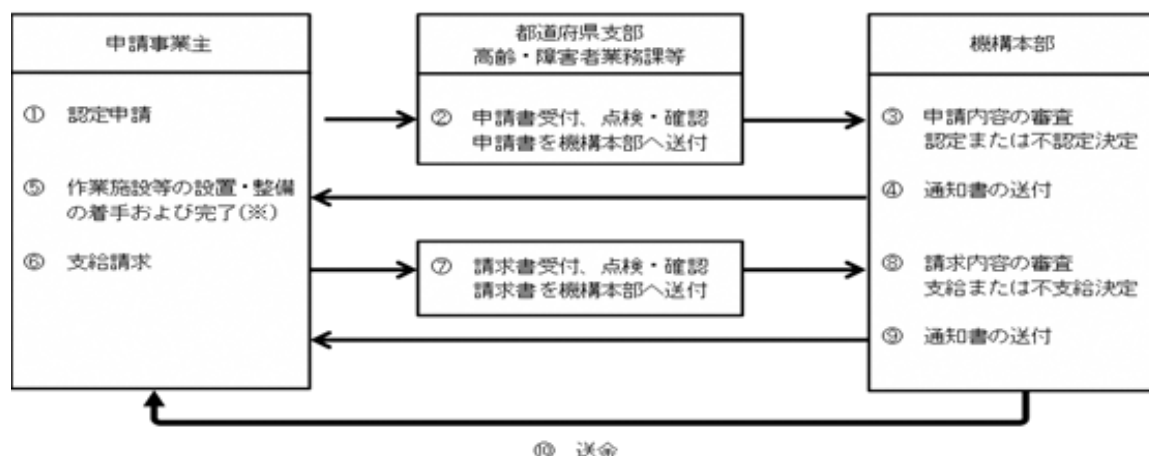 申請事業主
都道府県支部
高齢・障害者業務課等
機構本部
① 認定申請
② 申請書受付、点検・確認
申請書を機構本部へ送付
③ 申請内容の審査
認定または不認定決定
④ 通知書の送付
⑤ 作業施設等の設置・整備
の着手および完了(※)
⑥ 支給請求
⑦ 請求書受付、点検・確認
請求書を機構本部へ送付
⑧ 請求内容の審査
支給または不支給決定
⑨ 通知書の送付
⑩ 送金